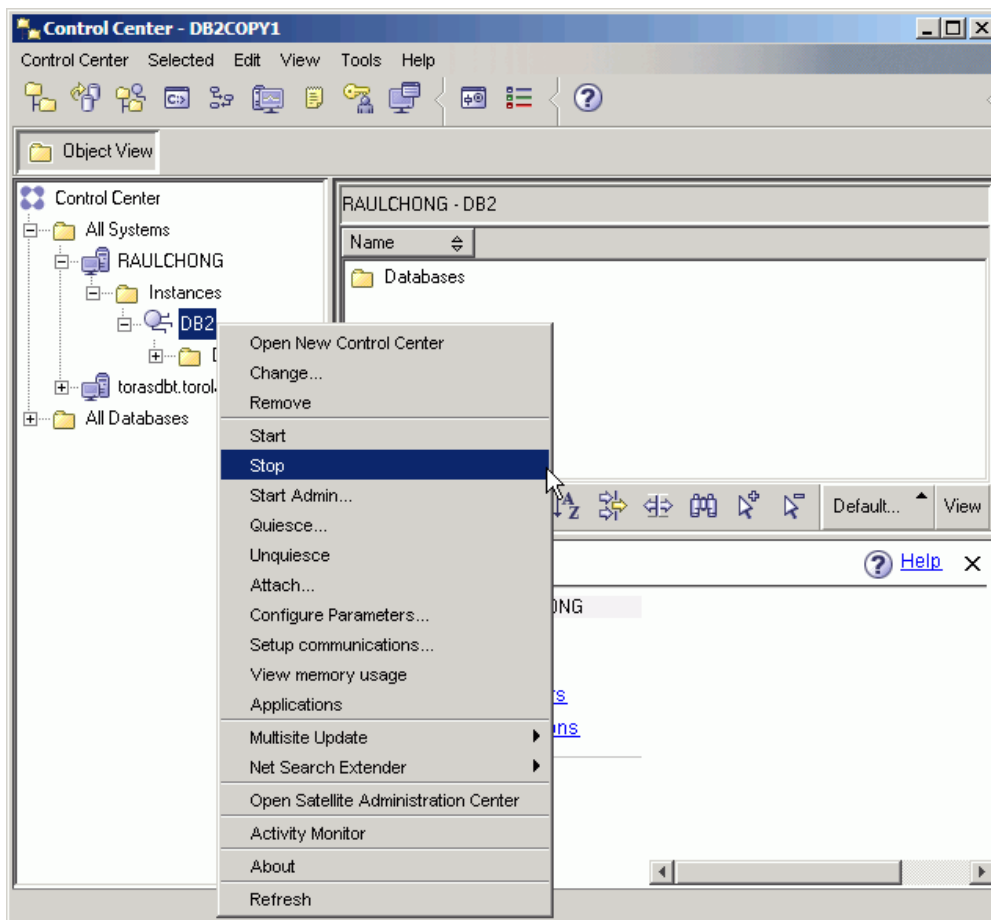 Control Center - DB2COPY1
Control Center Selected Edit View Tools Help
Object View
Control Center
All Systems
RAULCHONG
Instances
DB2
torasdbt.torol
All Databases
RAULCHONG - DB2
Name
Databases
Open New Control Center
Change...
Remove
Start
Stop
Start Admin...
Quiesce...
Unquiesce
Attach...
Configure Parameters...
Setup communications...
View memory usage
Applications
Multisite Update
Net Search Extender
Open Satellite Administration Center
Activity Monitor
About
Refresh
Default... View
Help